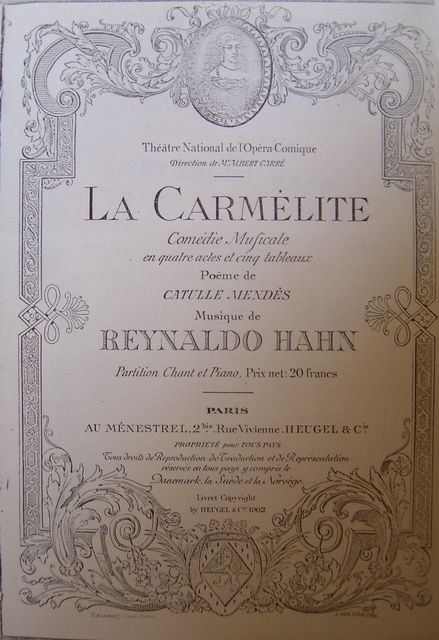 Théâtre National de l'Opéra-Comique
Direction de Mr. ALBERT CARRÉ
LA CARMÉLITE
Comédie Musicale
en quatre actes et cinq tableaux
Poème de
CATULLE MENDÈS
Musique de
REYNALDO HAHN
Partition Chant et Piano, Prix net: 20 francs
PARIS
AU MÉNESTREL, 2bis, Rue Vivienne, HEUGEL & Cie
PROPRIÉTÉ pour TOUS PAYS
Tous droits de Reproduction de Traduction et de Représentation
réservés en tous pays y compris le
Danemark, la Suède et la Norvège
Livret Copyright
by HEUGEL & Cie 1902